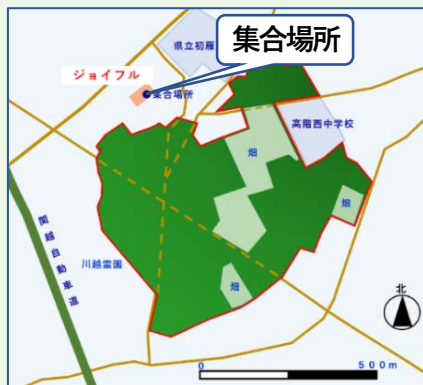 県立初雁
集合場所
ジョイフル
集合場所
高階西中学校
畑
畑
関越自動車道
川越霊園
畑
北
0
500m